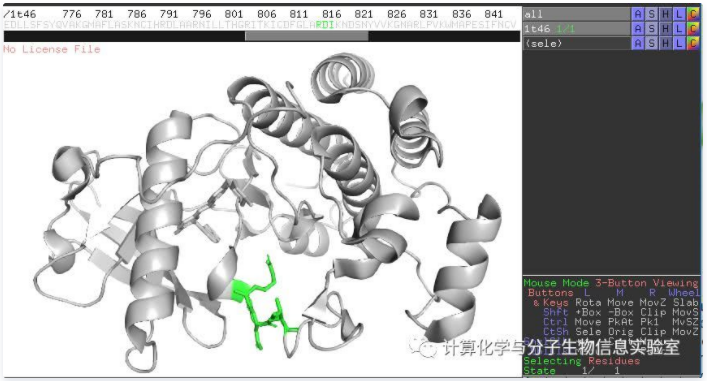 /1t46 776 781 786 791 796 801 806 811 816 821 826 831 836 841
EDLLSFSYQVAKGMAFLASKNCIHRDLAARNILLTHGRITKICDFGLARDIKNDSNYVVKGNARLPVKWMAPESIFNCV
No License File
all A S H L C
1t46 1/1 A S H L C
(sele) A S H L C
Mouse Mode 3-Button Viewing
Buttons L M R Wheel
& Keys Rota Move MovZ Slab
Shft +Box -Box Clip MovS
Ctrl Move PkAt Pk1 MvSZ
CtSh Sele Orig Clip MovZ
计算化学与分子生物信息实验室
Selecting Residues
State 1/ 1